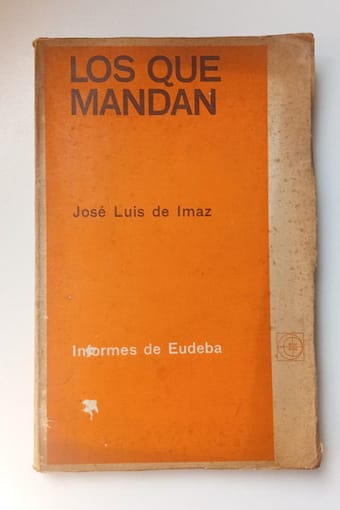 LOS QUE
MANDAN
José Luis de Imaz
Informes de Eudeba